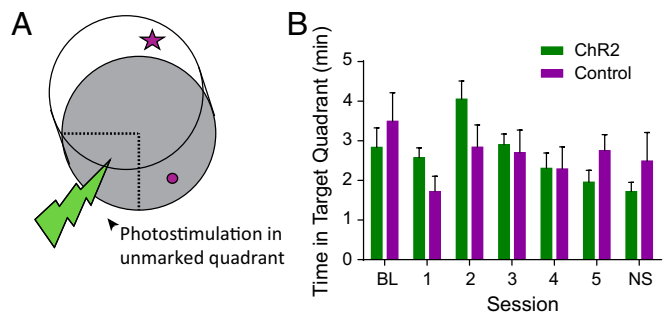 A
Photostimulation in
unmarked quadrant
B
Time in Target Quadrant (min)
5
4
3
2
1
0
ChR2
Control
BL 1 2 3 4 5 NS
Session